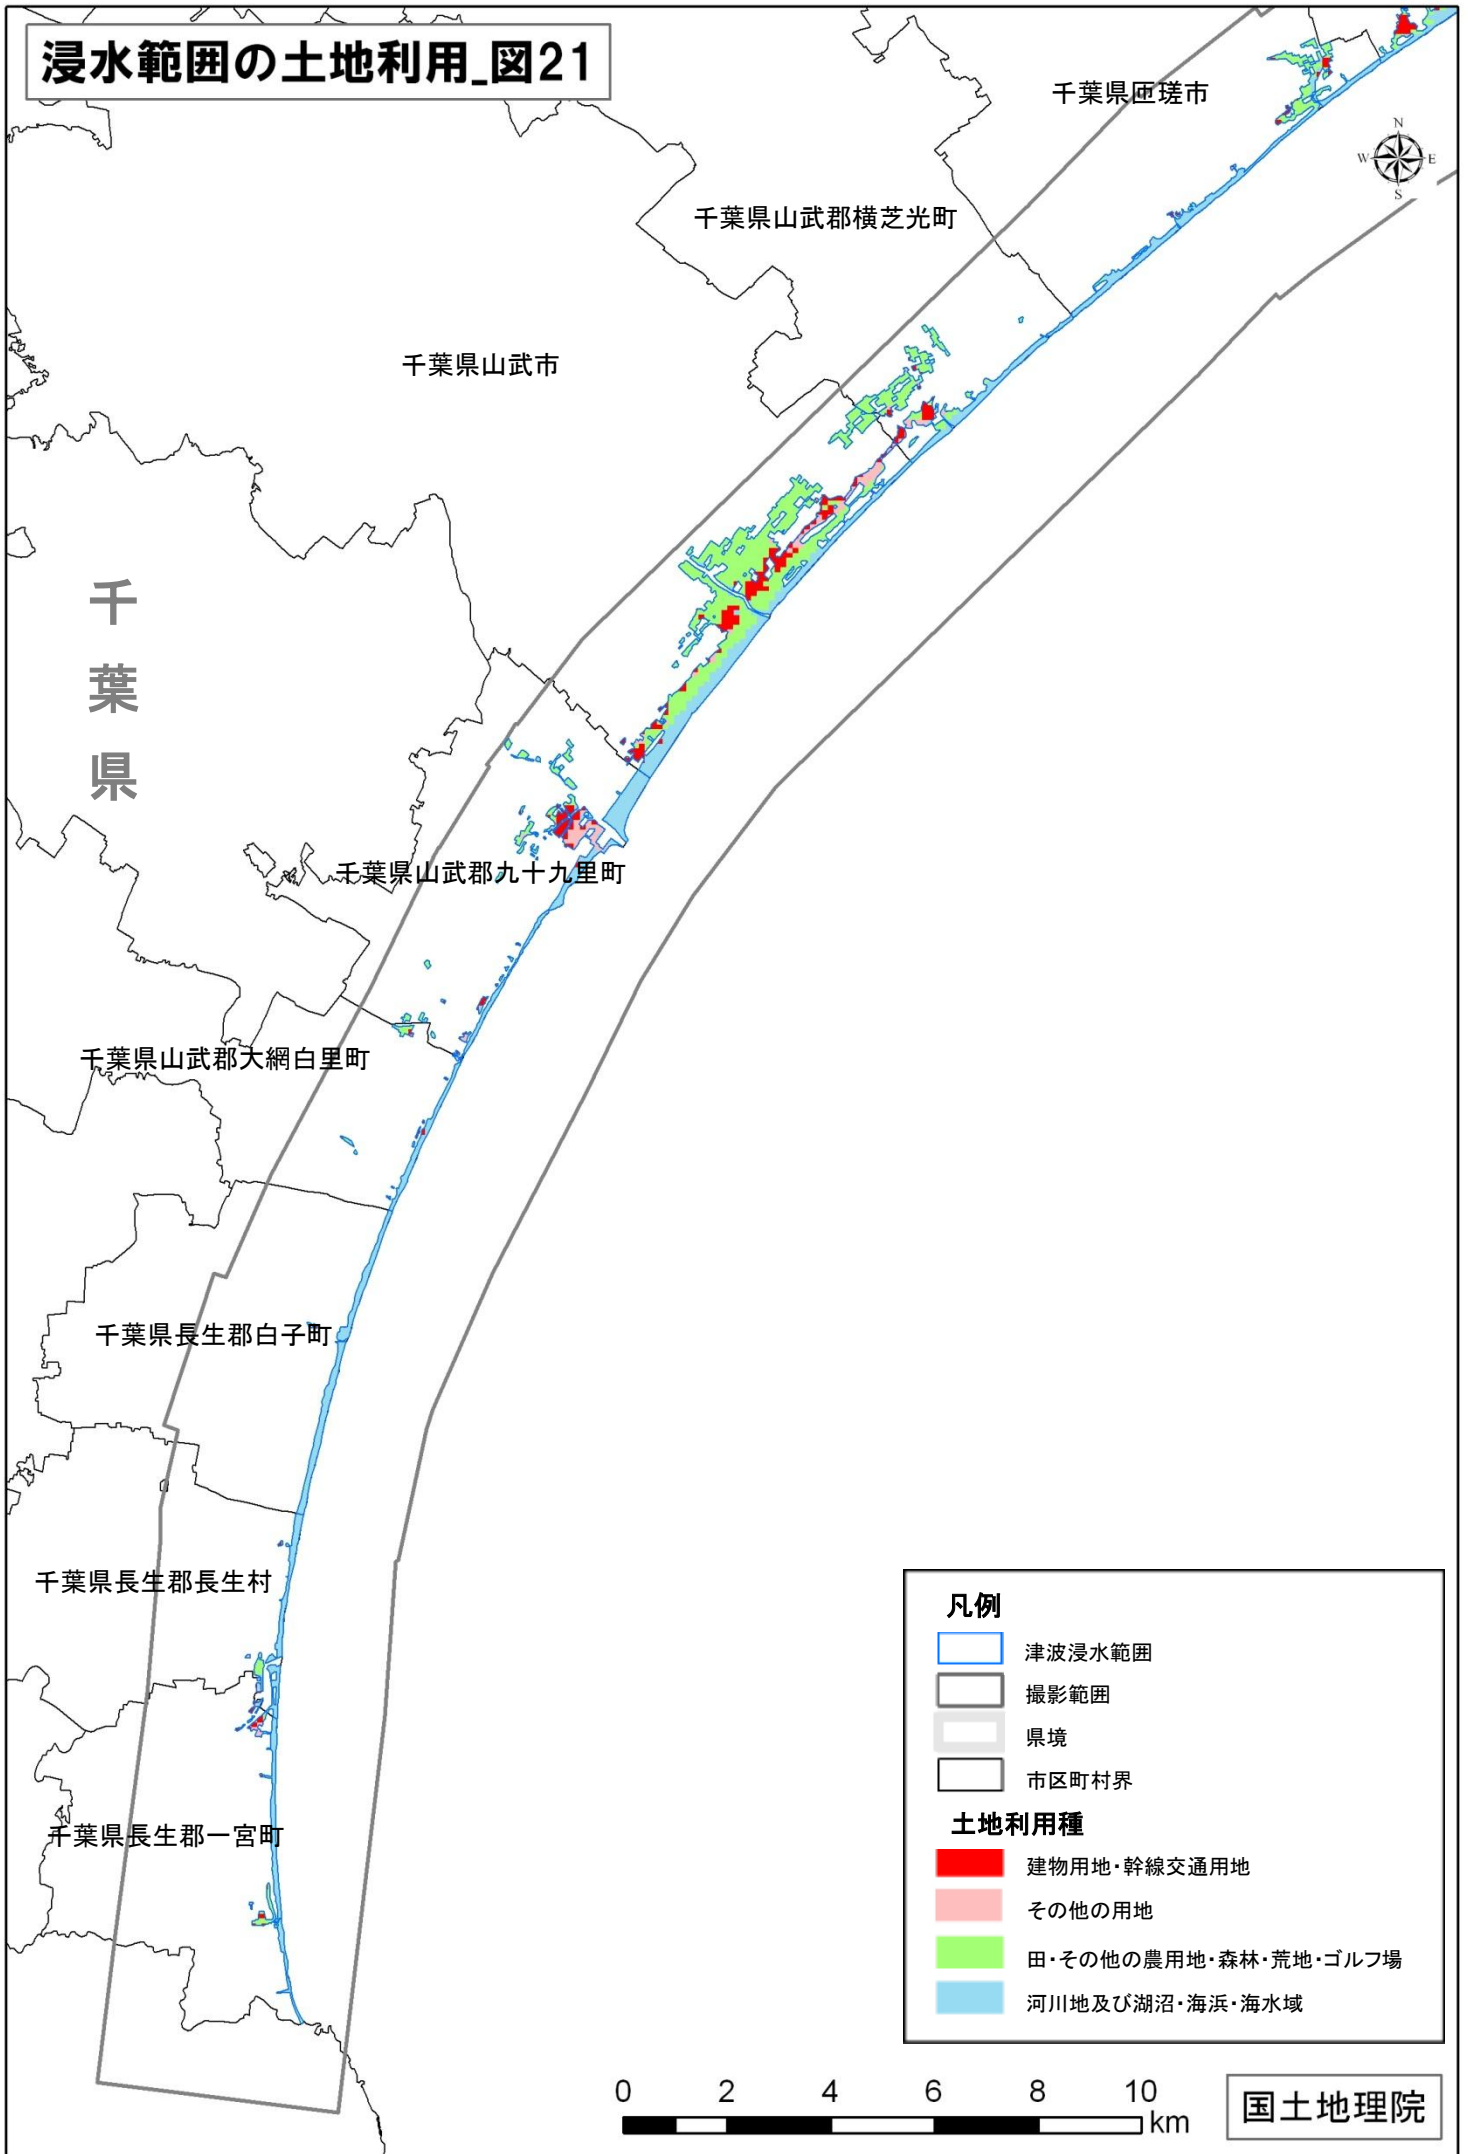 浸水範囲の土地利用_図21
千葉県匝瑳市
N
W
E
S
千葉県山武郡横芝光町
千葉県山武市
千葉県
千葉県山武郡九十九里町
千葉県山武郡大網白里町
千葉県長生郡白子町
千葉県長生郡長生村
千葉県長生郡一宮町
凡例
津波浸水範囲
撮影範囲
県境
市区町村界
土地利用種
建物用地・幹線交通用地
その他の用地
田・その他の農用地・森林・荒地・ゴルフ場
河川地及び湖沼・海浜・海水域
0 2 4 6 8 10
km
国土地理院